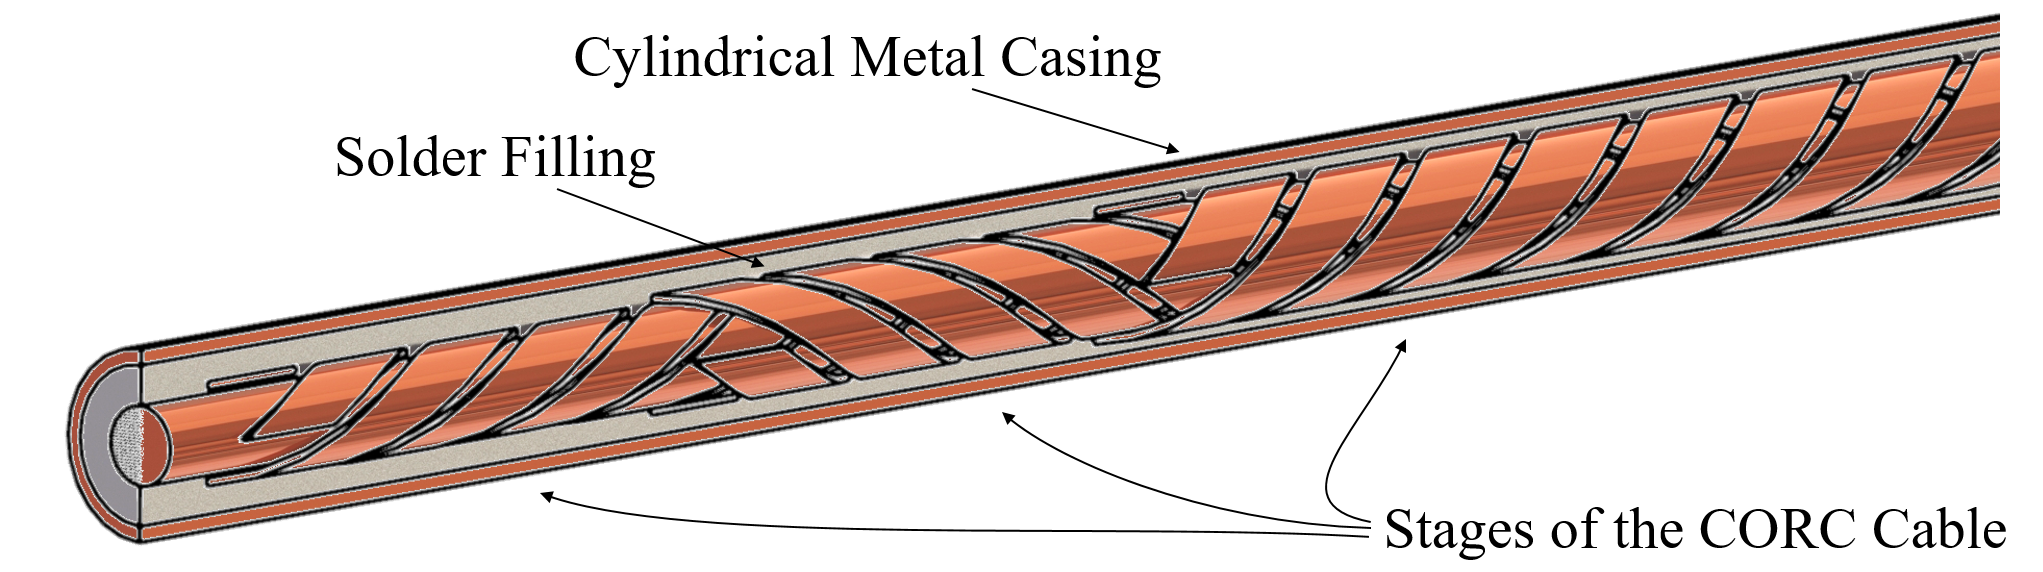 Cylindrical Metal Casing
Solder Filling
Stages of the CORC Cable